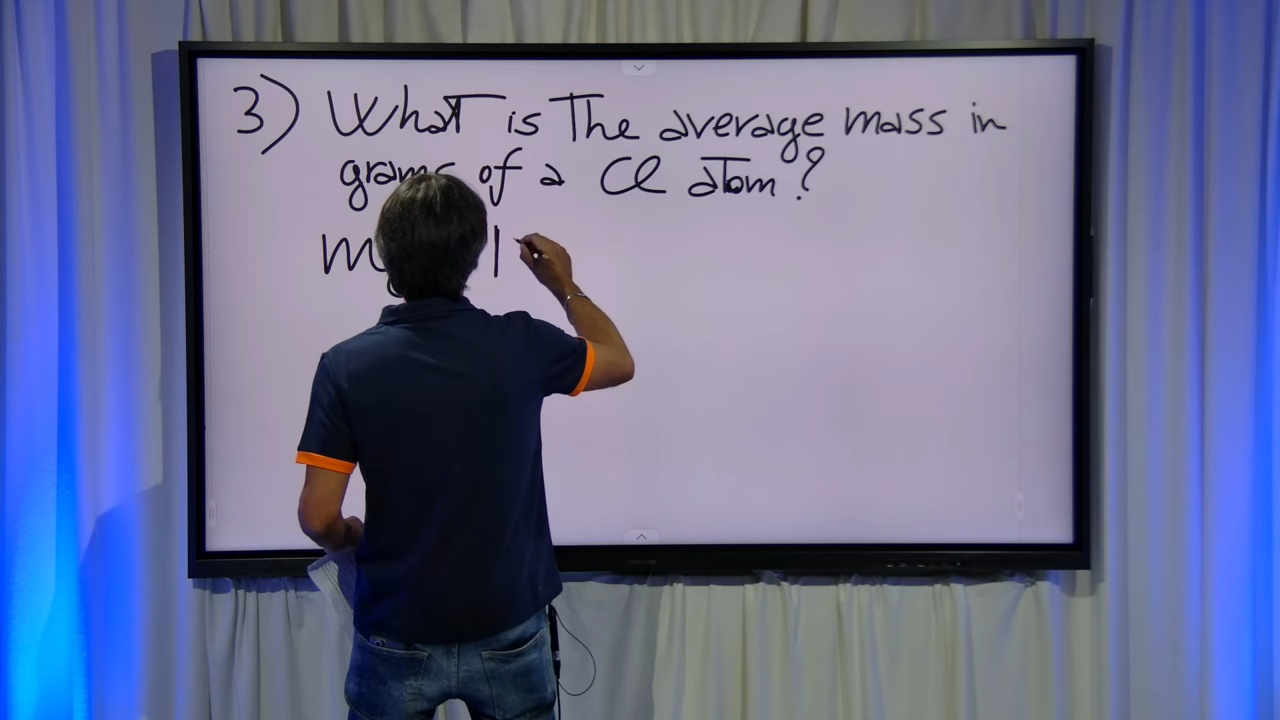 3) What is The average mass in
grams of a Cl atom?